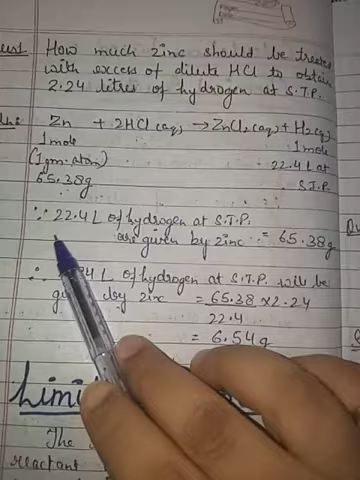 How much zinc should be treated
with excess of dilute HCl to obtain
2.24 litres of hydrogen at S.T.P.
Zn + 2HCl(aq) → ZnCl2(aq) + H2(g)
1 mole 1 mole
(1 gm-atom) 22.4 L at
65.38g S.T.P.
∵ 22.4 L of hydrogen at S.T.P.
are given by zinc = 65.38g
∴ L of hydrogen at S.T.P. will be
by zinc = 65.38 × 2.24
22.4
= 6.54g
The
reactant